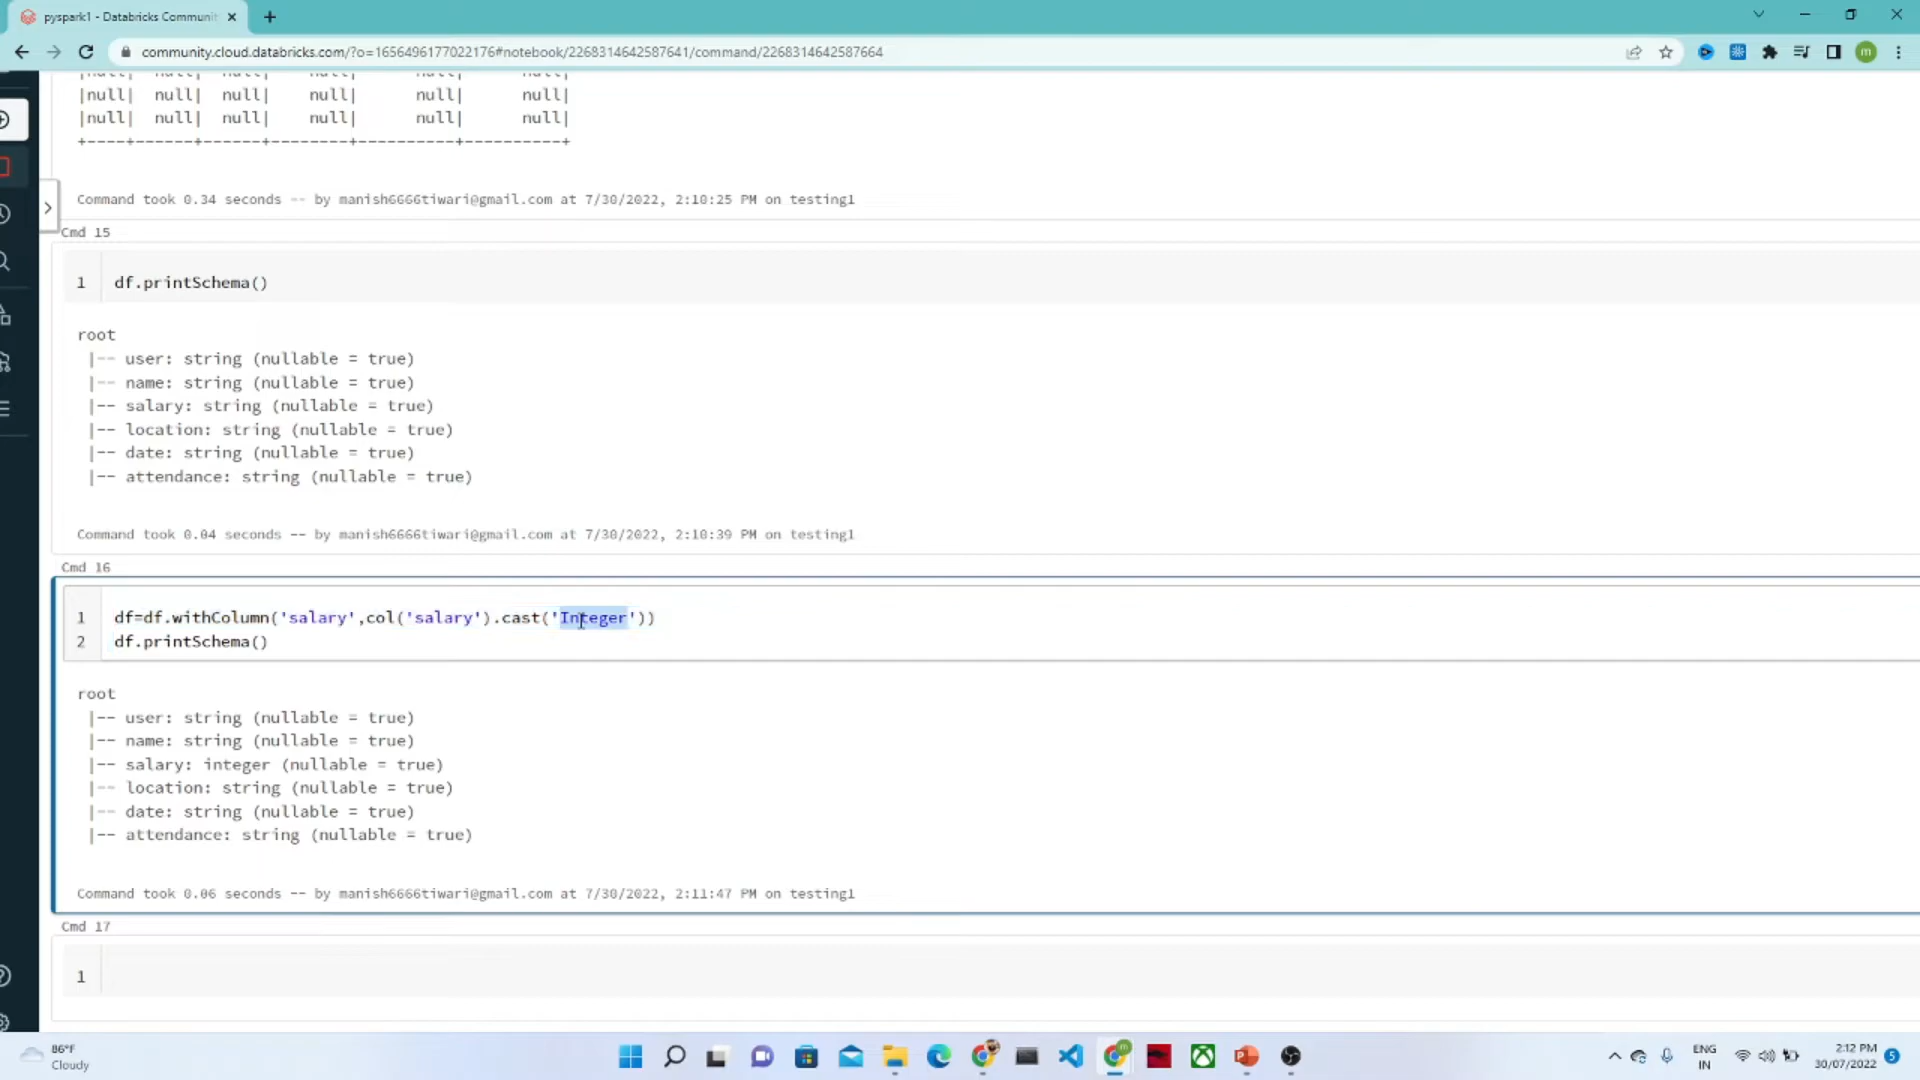 pyspark1 - Databricks Communit
community.cloud.databricks.com/?o=1656496177022176#notebook/2268314642587641/command/2268314642587664
|null|  null|  null|    null|      null|      null|
|null|  null|  null|    null|      null|      null|
+----+------+------+--------+----------+----------+
Command took 0.34 seconds -- by manish6666tiwari@gmail.com at 7/30/2022, 2:10:25 PM on testing1
Cmd 15
1 df.printSchema()
root
|-- user: string (nullable = true)
|-- name: string (nullable = true)
|-- salary: string (nullable = true)
|-- location: string (nullable = true)
|-- date: string (nullable = true)
|-- attendance: string (nullable = true)
Command took 0.04 seconds -- by manish6666tiwari@gmail.com at 7/30/2022, 2:10:39 PM on testing1
Cmd 16
1 df=df.withColumn('salary',col('salary').cast('Integer'))
2 df.printSchema()
root
|-- user: string (nullable = true)
|-- name: string (nullable = true)
|-- salary: integer (nullable = true)
|-- location: string (nullable = true)
|-- date: string (nullable = true)
|-- attendance: string (nullable = true)
Command took 0.06 seconds -- by manish6666tiwari@gmail.com at 7/30/2022, 2:11:47 PM on testing1
Cmd 17
1
86°F
Cloudy
ENG
IN
2:12 PM
30/07/2022
5